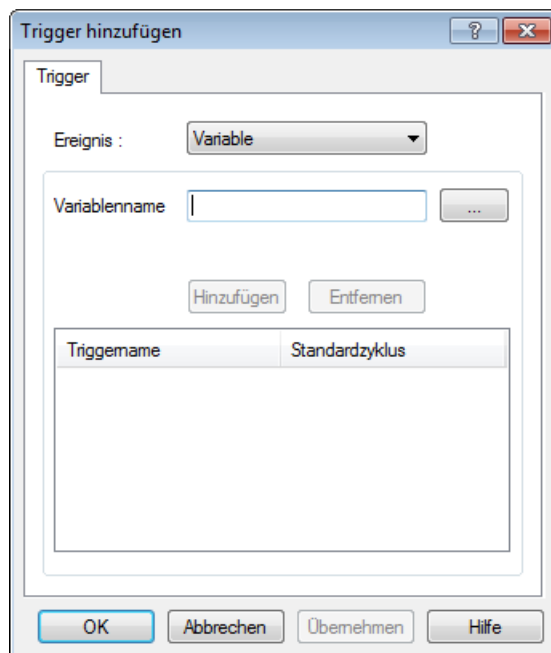 Trigger hinzufügen
Trigger
Ereignis : Variable
Variablenname ...
Hinzufügen Entfernen
Triggername Standardzyklus
OK Abbrechen Übernehmen Hilfe